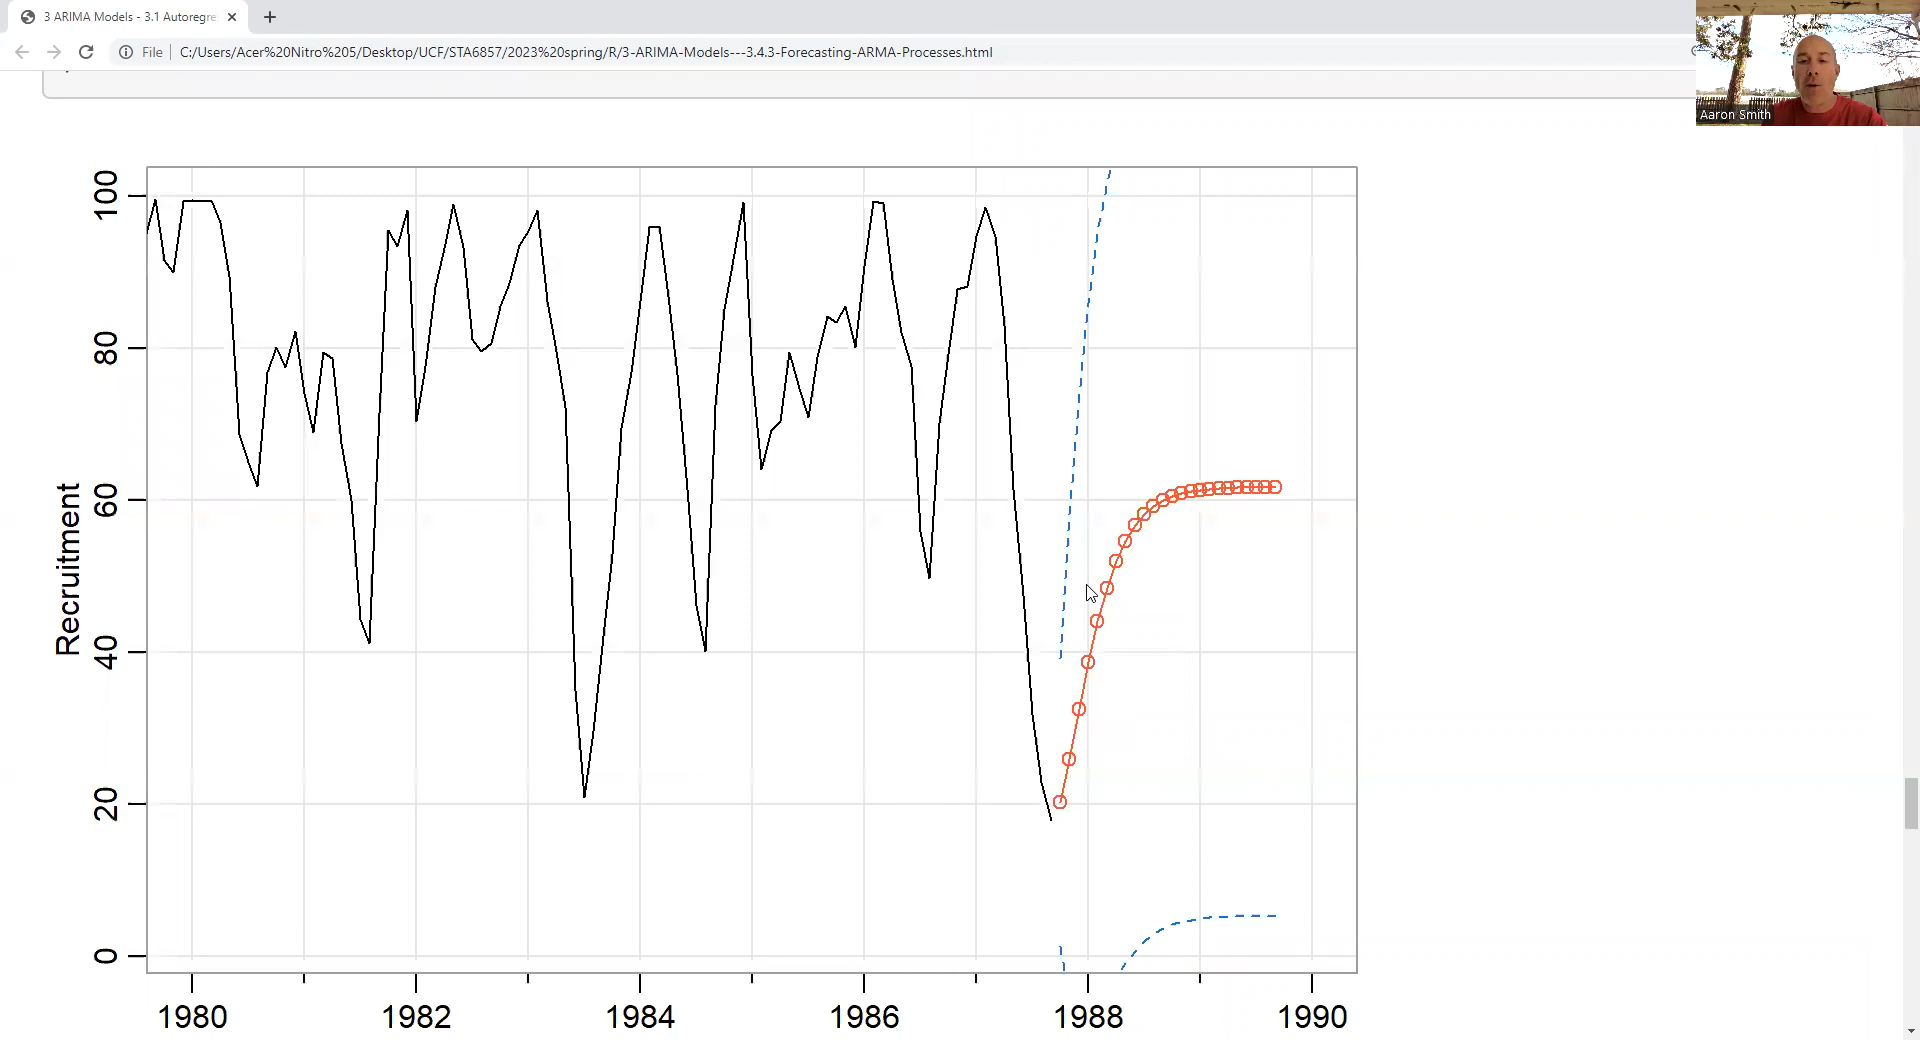 3 ARIMA Models - 3.1 Autoregre
File
C:/Users/Acer%20Nitro%205/Desktop/UCF/STA6857/2023%20spring/R/3-ARIMA-Models---3.4.3-Forecasting-ARMA-Processes.html
Aaron Smith
100
80
60
40
20
0
Recruitment
1980 1982 1984 1986 1988 1990